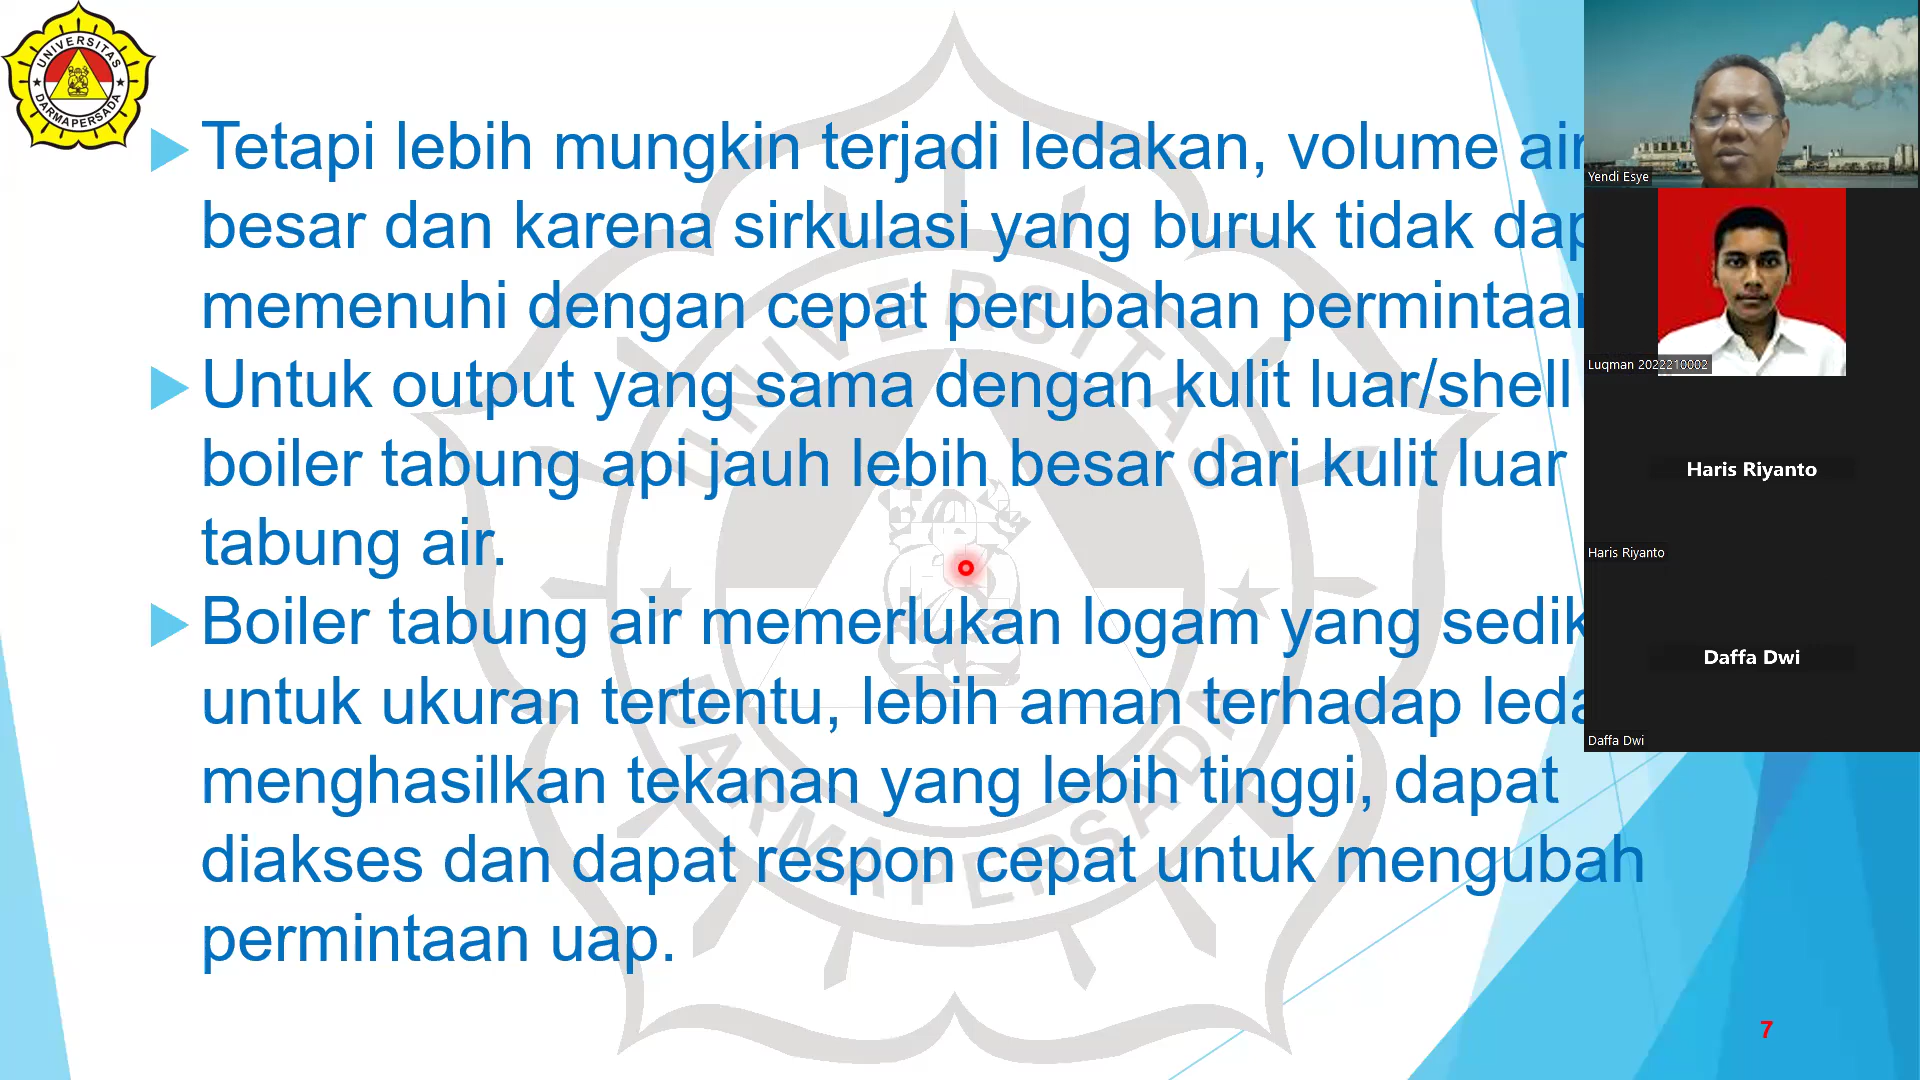 UNIVERSITAS
DARMAPERSADA
Tetapi lebih mungkin terjadi ledakan, volume air
besar dan karena sirkulasi yang buruk tidak
memenuhi dengan cepat perubahan
Untuk output yang sama dengan kulit luar/shell
boiler tabung api jauh lebih besar dari kulit luar
tabung air.
Boiler tabung air memerlukan logam yang
untuk ukuran tertentu, lebih aman terhadap
menghasilkan tekanan yang lebih tinggi, dapat
diakses dan dapat respon cepat untuk mengubah
permintaan uap.
UNIVERSITAS
DARMAPERSADA
7
Yendi Esye
Luqman 2022210002
Haris Riyanto
Haris Riyanto
Daffa Dwi
Daffa Dwi